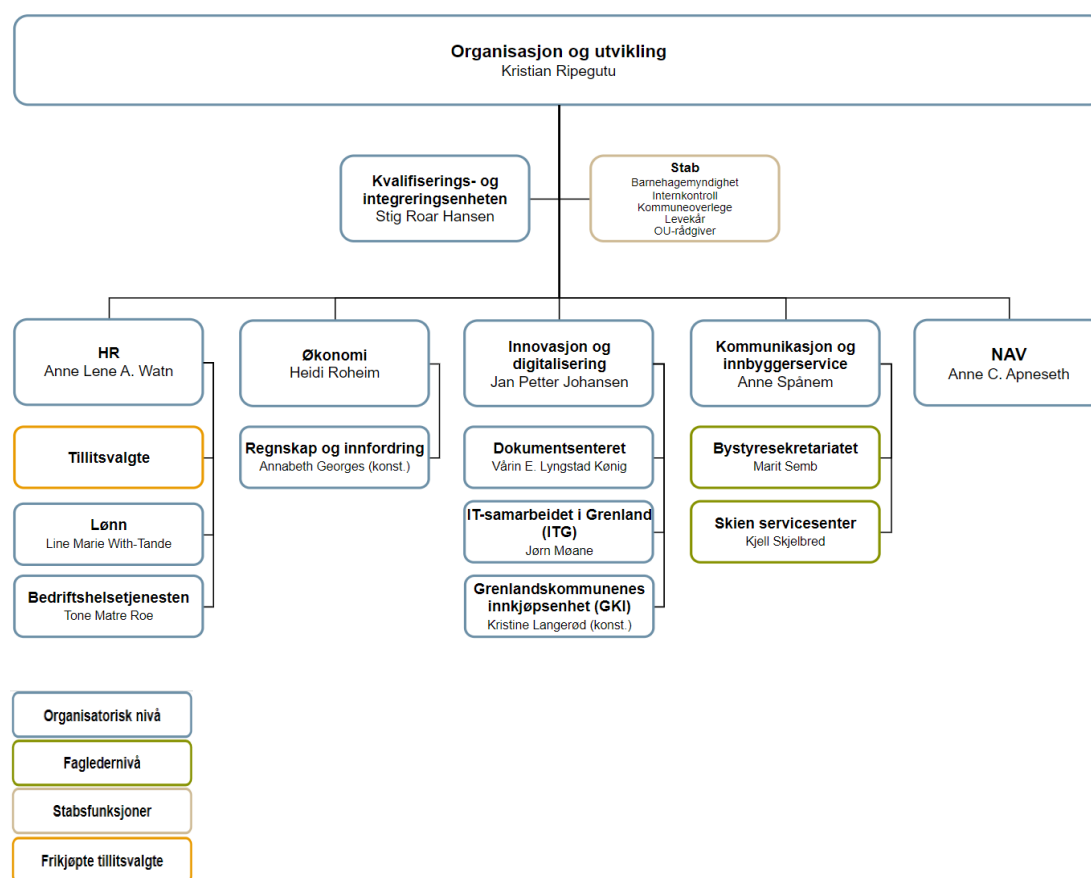 Organisasjon og utvikling
Kristian Ripegutu
Kvalifiserings- og
integreringsenheten
Stig Roar Hansen
Stab
Barnehagemyndighet
Internkontroll
Kommuneoverlege
Levekår
OU-rådgiver
HR
Anne Lene A. Watn
Økonomi
Heidi Roheim
Innovasjon og
digitalisering
Jan Petter Johansen
Kommunikasjon og
innbyggerservice
Anne Spånem
NAV
Anne C. Apneseth
Tillitsvalgte
Regnskap og innfordring
Annabeth Georges (konst.)
Dokumentsenteret
Vårin E. Lyngstad Kønig
Bystyresekretariatet
Marit Semb
Lønn
Line Marie With-Tande
IT-samarbeidet i Grenland
(ITG)
Jørn Møane
Skien servicesenter
Kjell Skjelbred
Bedriftshelsetjenesten
Tone Matre Roe
Grenlandskommunenes
innkjøpsenhet (GKI)
Kristine Langerød (konst.)
Organisatorisk nivå
Fagledernivå
Stabsfunksjoner
Frikjøpte tillitsvalgte